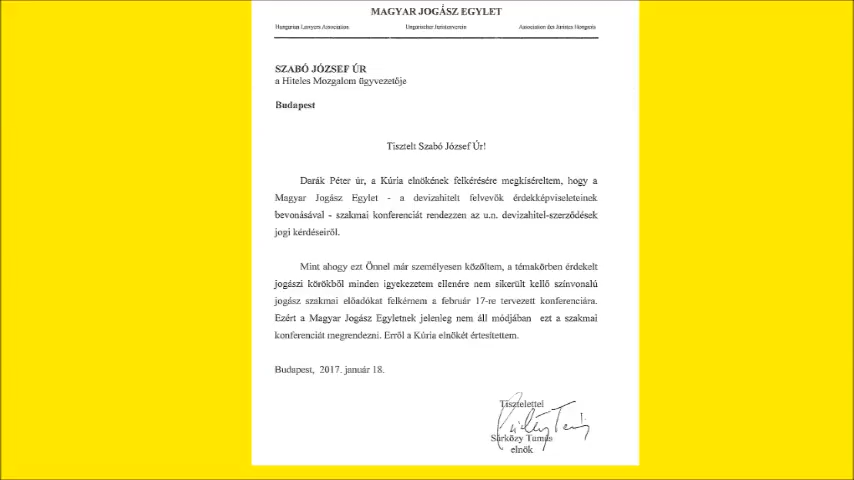 MAGYAR JOGÁSZ EGYLET
Hungarian Lawyers Association Ungarischer Juristenverein Association des Juristes Hongrois
SZABÓ JÓZSEF ÚR
a Hiteles Mozgalom ügyvezetője
Budapest
Tisztelt Szabó József Úr!
Darák Péter úr, a Kúria elnökének felkérésére megkíséreltem, hogy a
Magyar Jogász Egylet - a devizahitelt felvevők érdekképviseleteinek
bevonásával - szakmai konferenciát rendezzen az u.n. devizahitel-szerződések
jogi kérdéseiről.
Mint ahogy ezt Önnel már személyesen közöltem, a témakörben érdekelt
jogászi körökből minden igyekezetem ellenére nem sikerült kellő színvonalú
jogász szakmai előadókat felkérnem a február 17-re tervezett konferenciára.
Ezért a Magyar Jogász Egyletnek jelenleg nem áll módjában ezt a szakmai
konferenciát megrendezni. Erről a Kúria elnökét értesítettem.
Budapest, 2017. január 18.
Tisztelettel
Sárközy Tamás
elnök